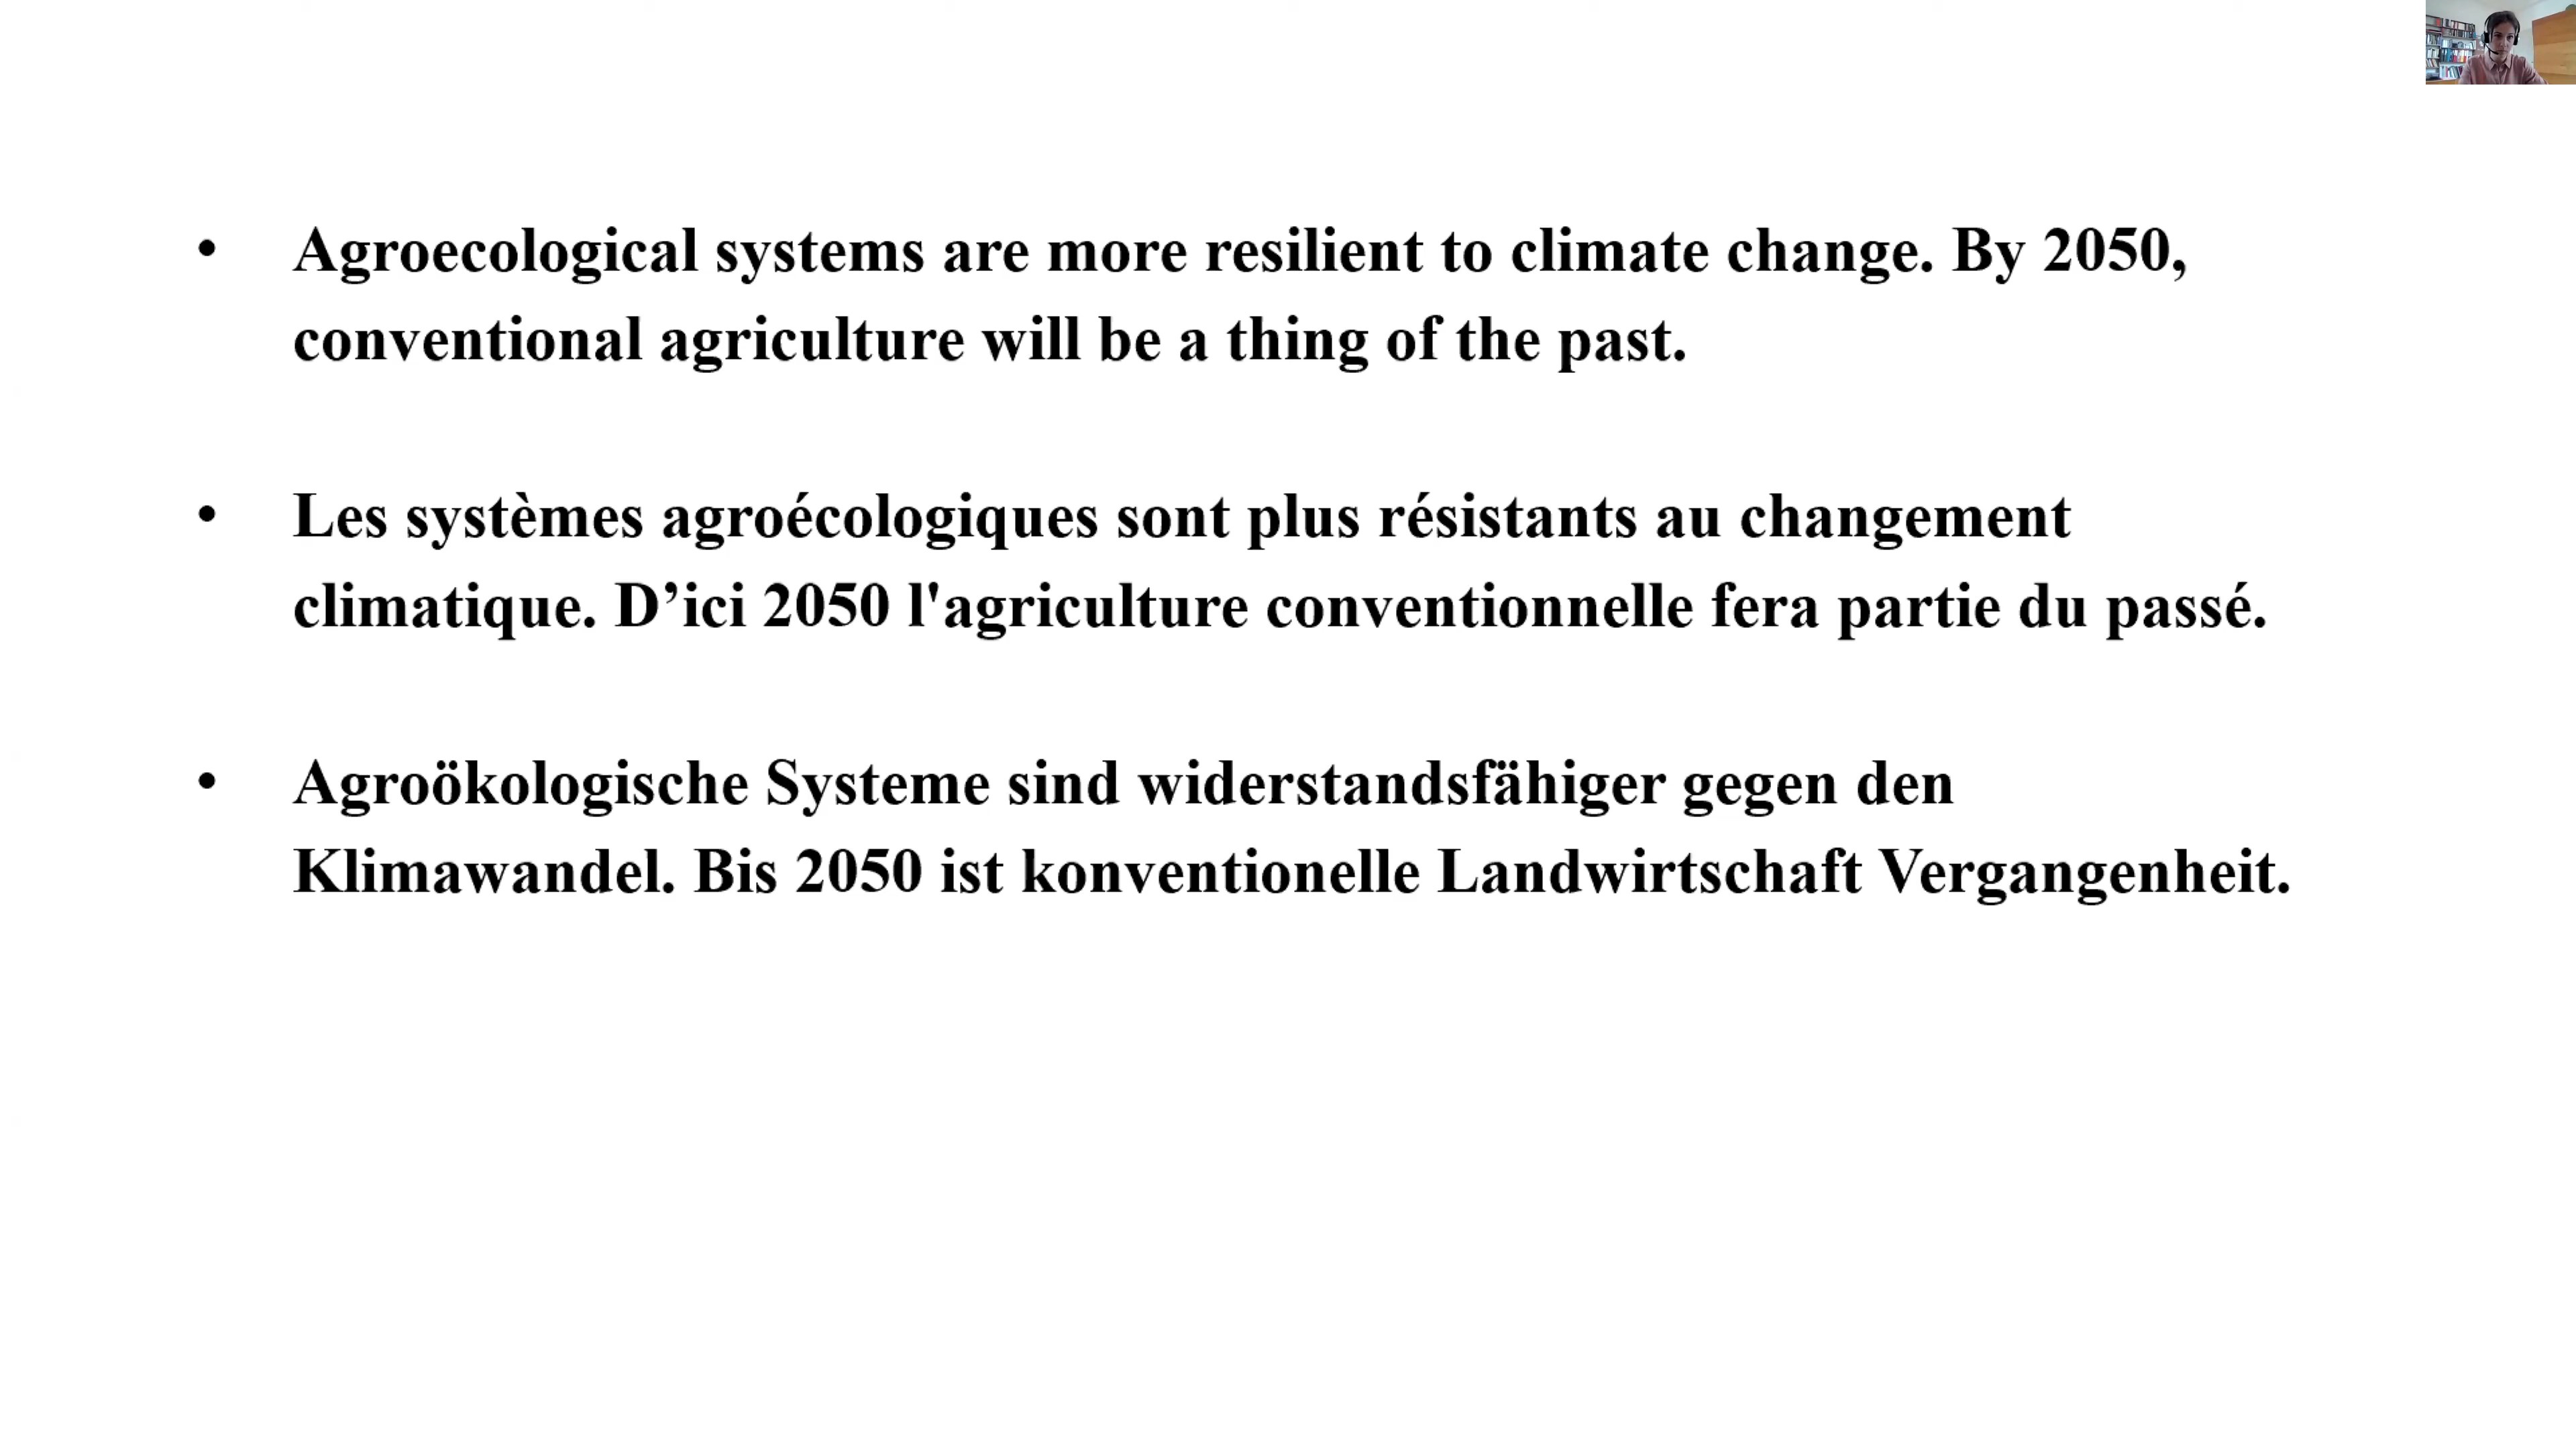 • Agroecological systems are more resilient to climate change. By 2050,
conventional agriculture will be a thing of the past.
• Les systèmes agroécologiques sont plus résistants au changement
climatique. D’ici 2050 l'agriculture conventionnelle fera partie du passé.
• Agroökologische Systeme sind widerstandsfähiger gegen den
Klimawandel. Bis 2050 ist konventionelle Landwirtschaft Vergangenheit.